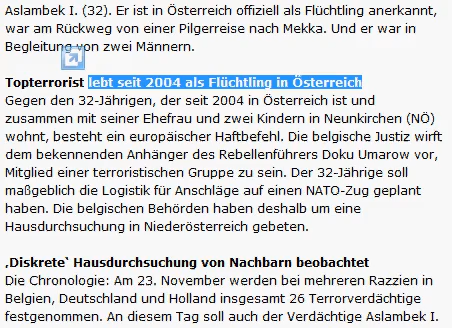 Aslambek I. (32). Er ist in Österreich offiziell als Flüchtling anerkannt,
war am Rückweg von einer Pilgerreise nach Mekka. Und er war in
Begleitung von zwei Männern.
Topterrorist lebt seit 2004 als Flüchtling in Österreich
Gegen den 32-Jährigen, der seit 2004 in Österreich ist und
zusammen mit seiner Ehefrau und zwei Kindern in Neunkirchen (NÖ)
wohnt, besteht ein europäischer Haftbefehl. Die belgische Justiz wirft
dem bekennenden Anhänger des Rebellenführers Doku Umarow vor,
Mitglied einer terroristischen Gruppe zu sein. Der 32-Jährige soll
maßgeblich die Logistik für Anschläge auf einen NATO-Zug geplant
haben. Die belgischen Behörden haben deshalb um eine
Hausdurchsuchung in Niederösterreich gebeten.
‚Diskrete‛ Hausdurchsuchung von Nachbarn beobachtet
Die Chronologie: Am 23. November werden bei mehreren Razzien in
Belgien, Deutschland und Holland insgesamt 26 Terrorverdächtige
festgenommen. An diesem Tag soll auch der Verdächtige Aslambek I.